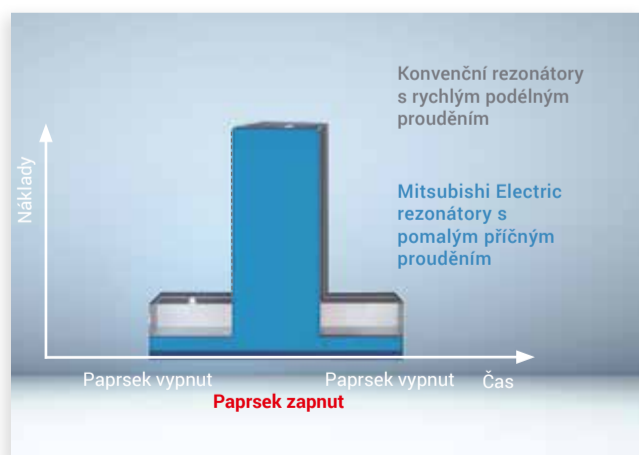 Konvenční rezonátory
s rychlým podélným
prouděním
Mitsubishi Electric
rezonátory s
pomalým příčným
prouděním
Náklady
Paprsek vypnut
Paprsek vypnut
Čas
Paprsek zapnut